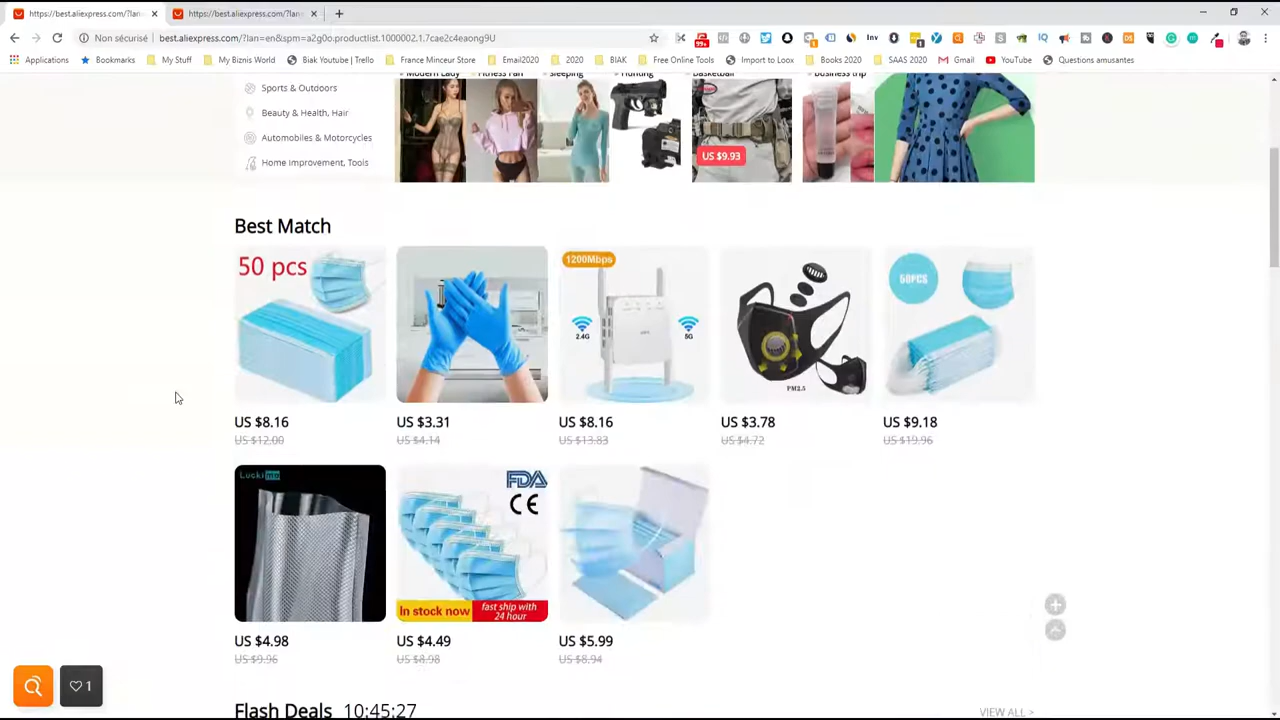 https://best.aliexpress.com/?lan=
https://best.aliexpress.com/?lan=
Non sécurisé
best.aliexpress.com/?lan=en&spm=a2g0o.productlist.1000002.1.7cae2c4eaong9U
Applications
Bookmarks
My Stuff
My Biznis World
Biak Youtube | Trello
France Minceur Store
Email2020
2020
BIAK
Free Online Tools
Import to Loox
Books 2020
SAAS 2020
Gmail
YouTube
Questions amusantes
Modern Lady
Fitness Fan
Sleeping
Hunting
Basketball
Business trip
Sports & Outdoors
Beauty & Health, Hair
Automobiles & Motorcycles
Home Improvement, Tools
US $9.93
Best Match
50 pcs
1200Mbps
2.4G
5G
PM2.5
50PCS
US $8.16
US $3.31
US $8.16
US $3.78
US $9.18
US $12.00
US $4.14
US $13.83
US $4.72
US $19.96
FDA
CE
In stock now
fast ship with
24 hour
US $4.98
US $4.49
US $5.99
US $9.96
US $8.98
US $8.94
1
Flash Deals 10:45:27
VIEW ALL >